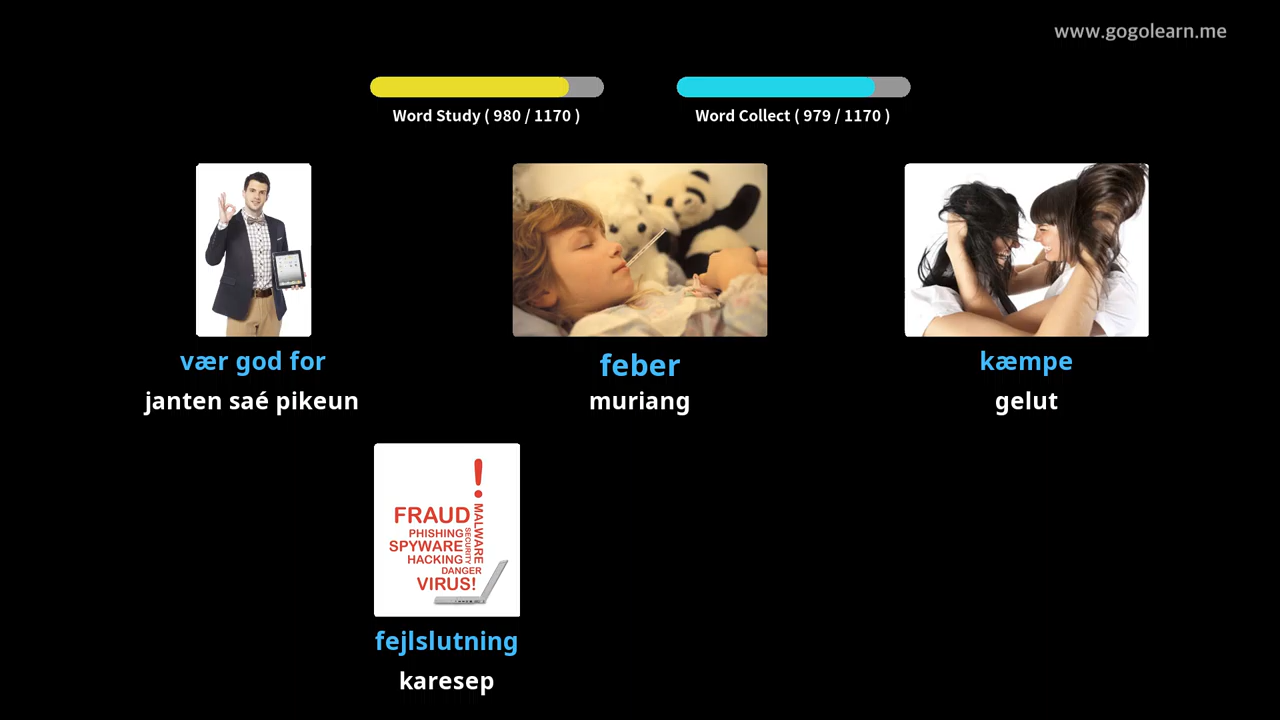 www.gogolearn.me
Word Study ( 980 / 1170 )
Word Collect ( 979 / 1170 )
vær god for
feber
kæmpe
janten saé pikeun
muriang
gelut
!
FRAUD
MALWARE
PHISHING
SECURITY
SPYWARE
HACKING
DANGER
VIRUS!
fejlslutning
karesep